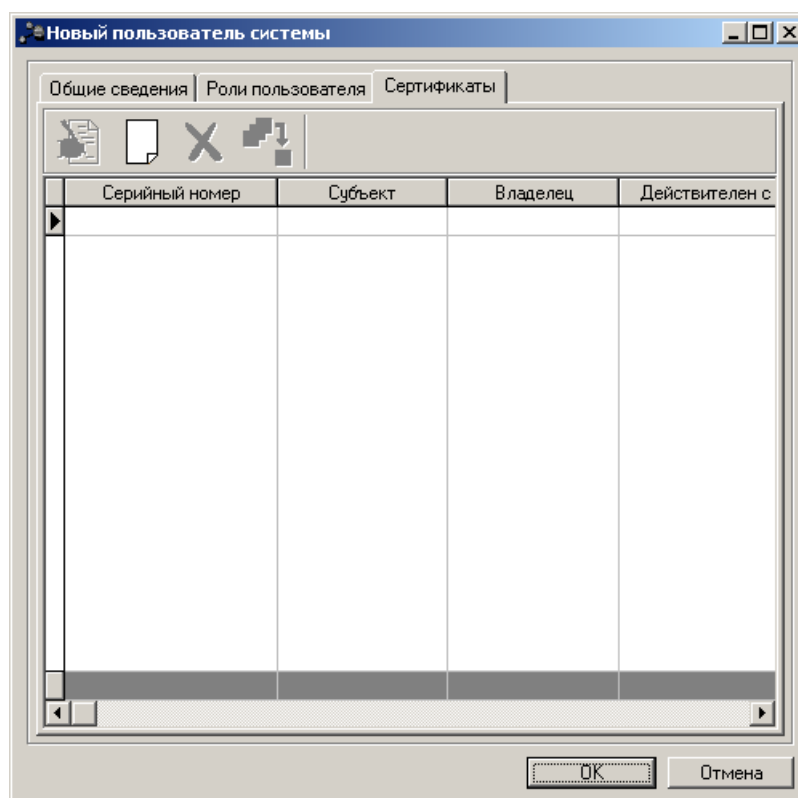 Новый пользователь системы
Общие сведения Роли пользователя Сертификаты
Серийный номер Субъект Владелец Действителен с
OK Отмена